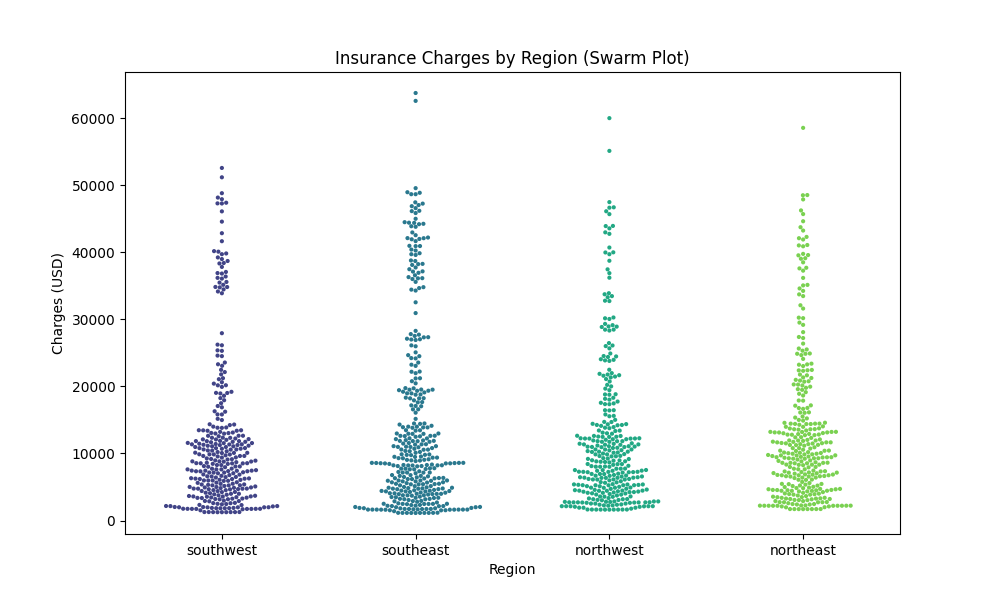 Insurance Charges by Region (Swarm Plot)
Charges (USD)
60000
50000
40000
30000
20000
10000
0
southwest southeast northwest northeast
Region